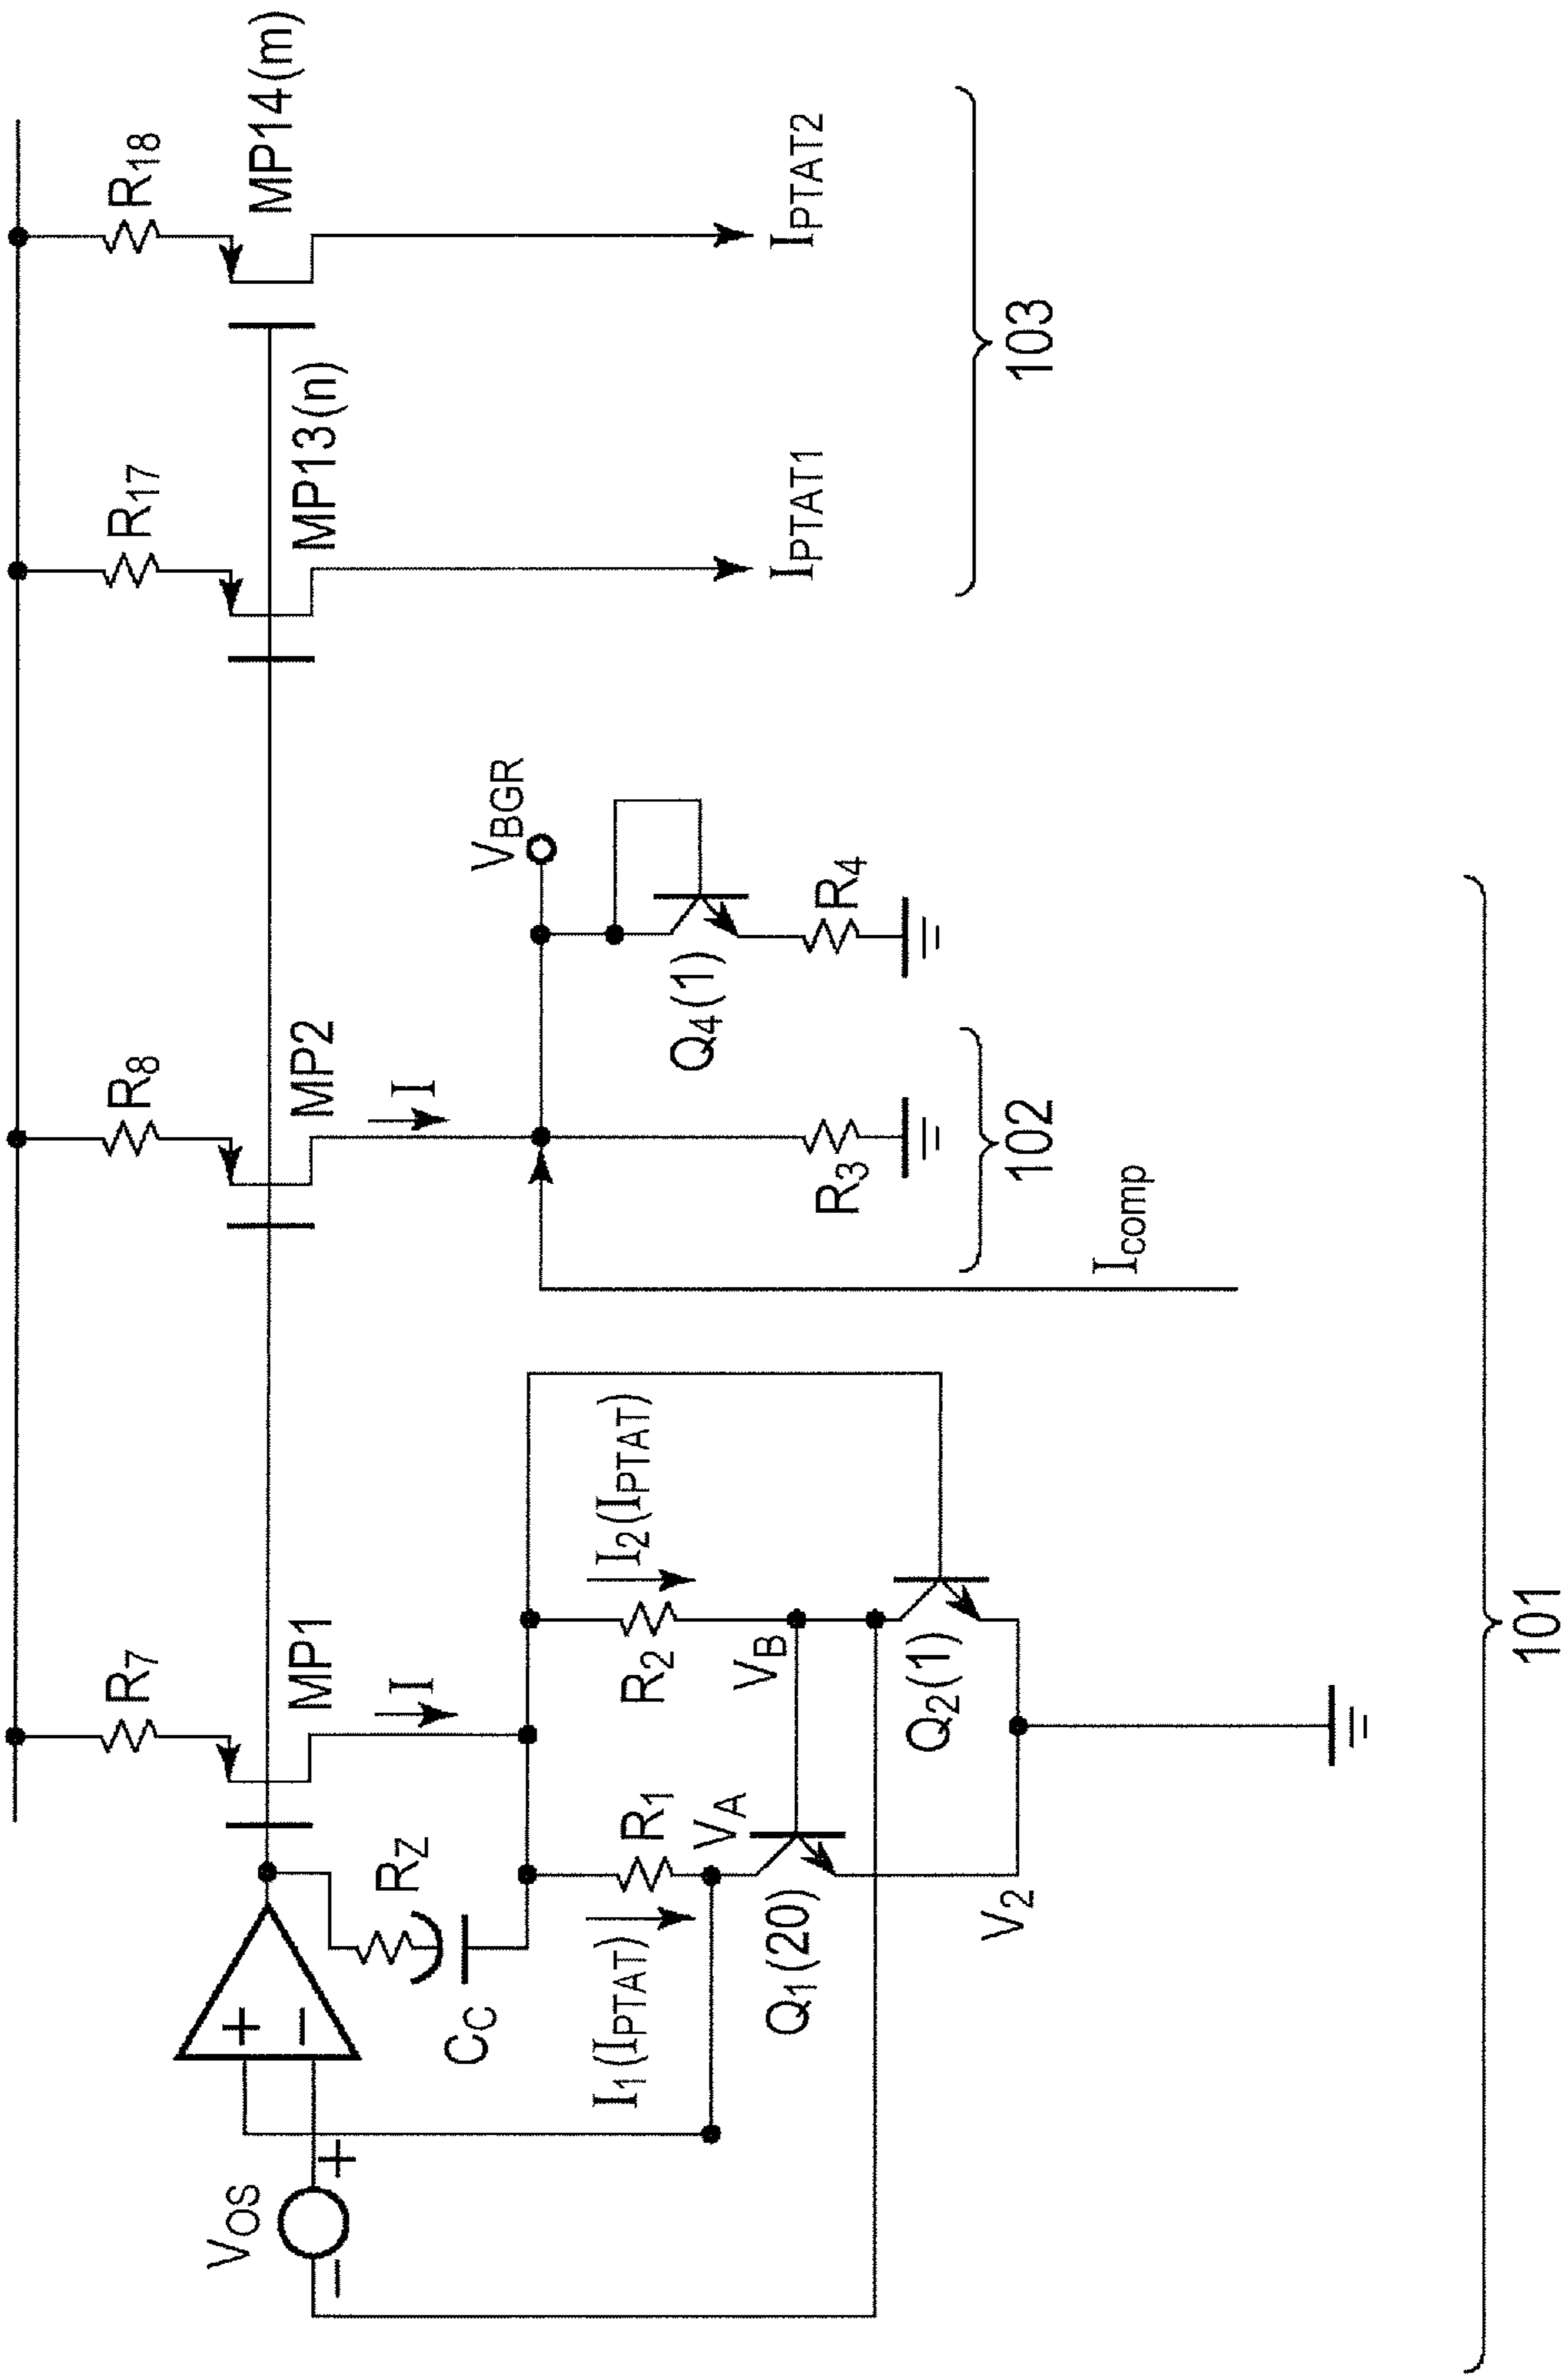 R7
R8
R17
R18
MP1
MP2
MP13(n)
MP14(m)
VOS
+
−
+
−
RZ
CC
I
I
VBGR
I1(IPTAT)
R1
VA
R2
I2(IPTAT)
VB
Q1(20)
Q2(1)
V2
Q4(1)
R3
R4
Icomp
IPTAT1
IPTAT2
102
103
101